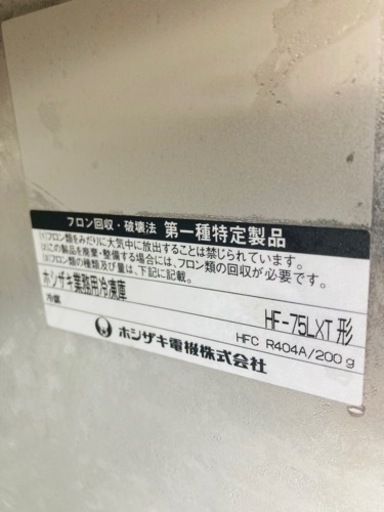 フロン回収・破壊法 第一種特定製品
(1)フロン類をみだりに大気中に放出することは禁じられています。
(2)この製品を廃棄・整備する場合には、フロン類の回収が必要です。
(3)フロン類の種類及び量は、下記に記載。
ホシザキ業務用冷凍庫 HF-75LXT形
冷媒 HFC R404A/200g
ホシザキ電機株式会社